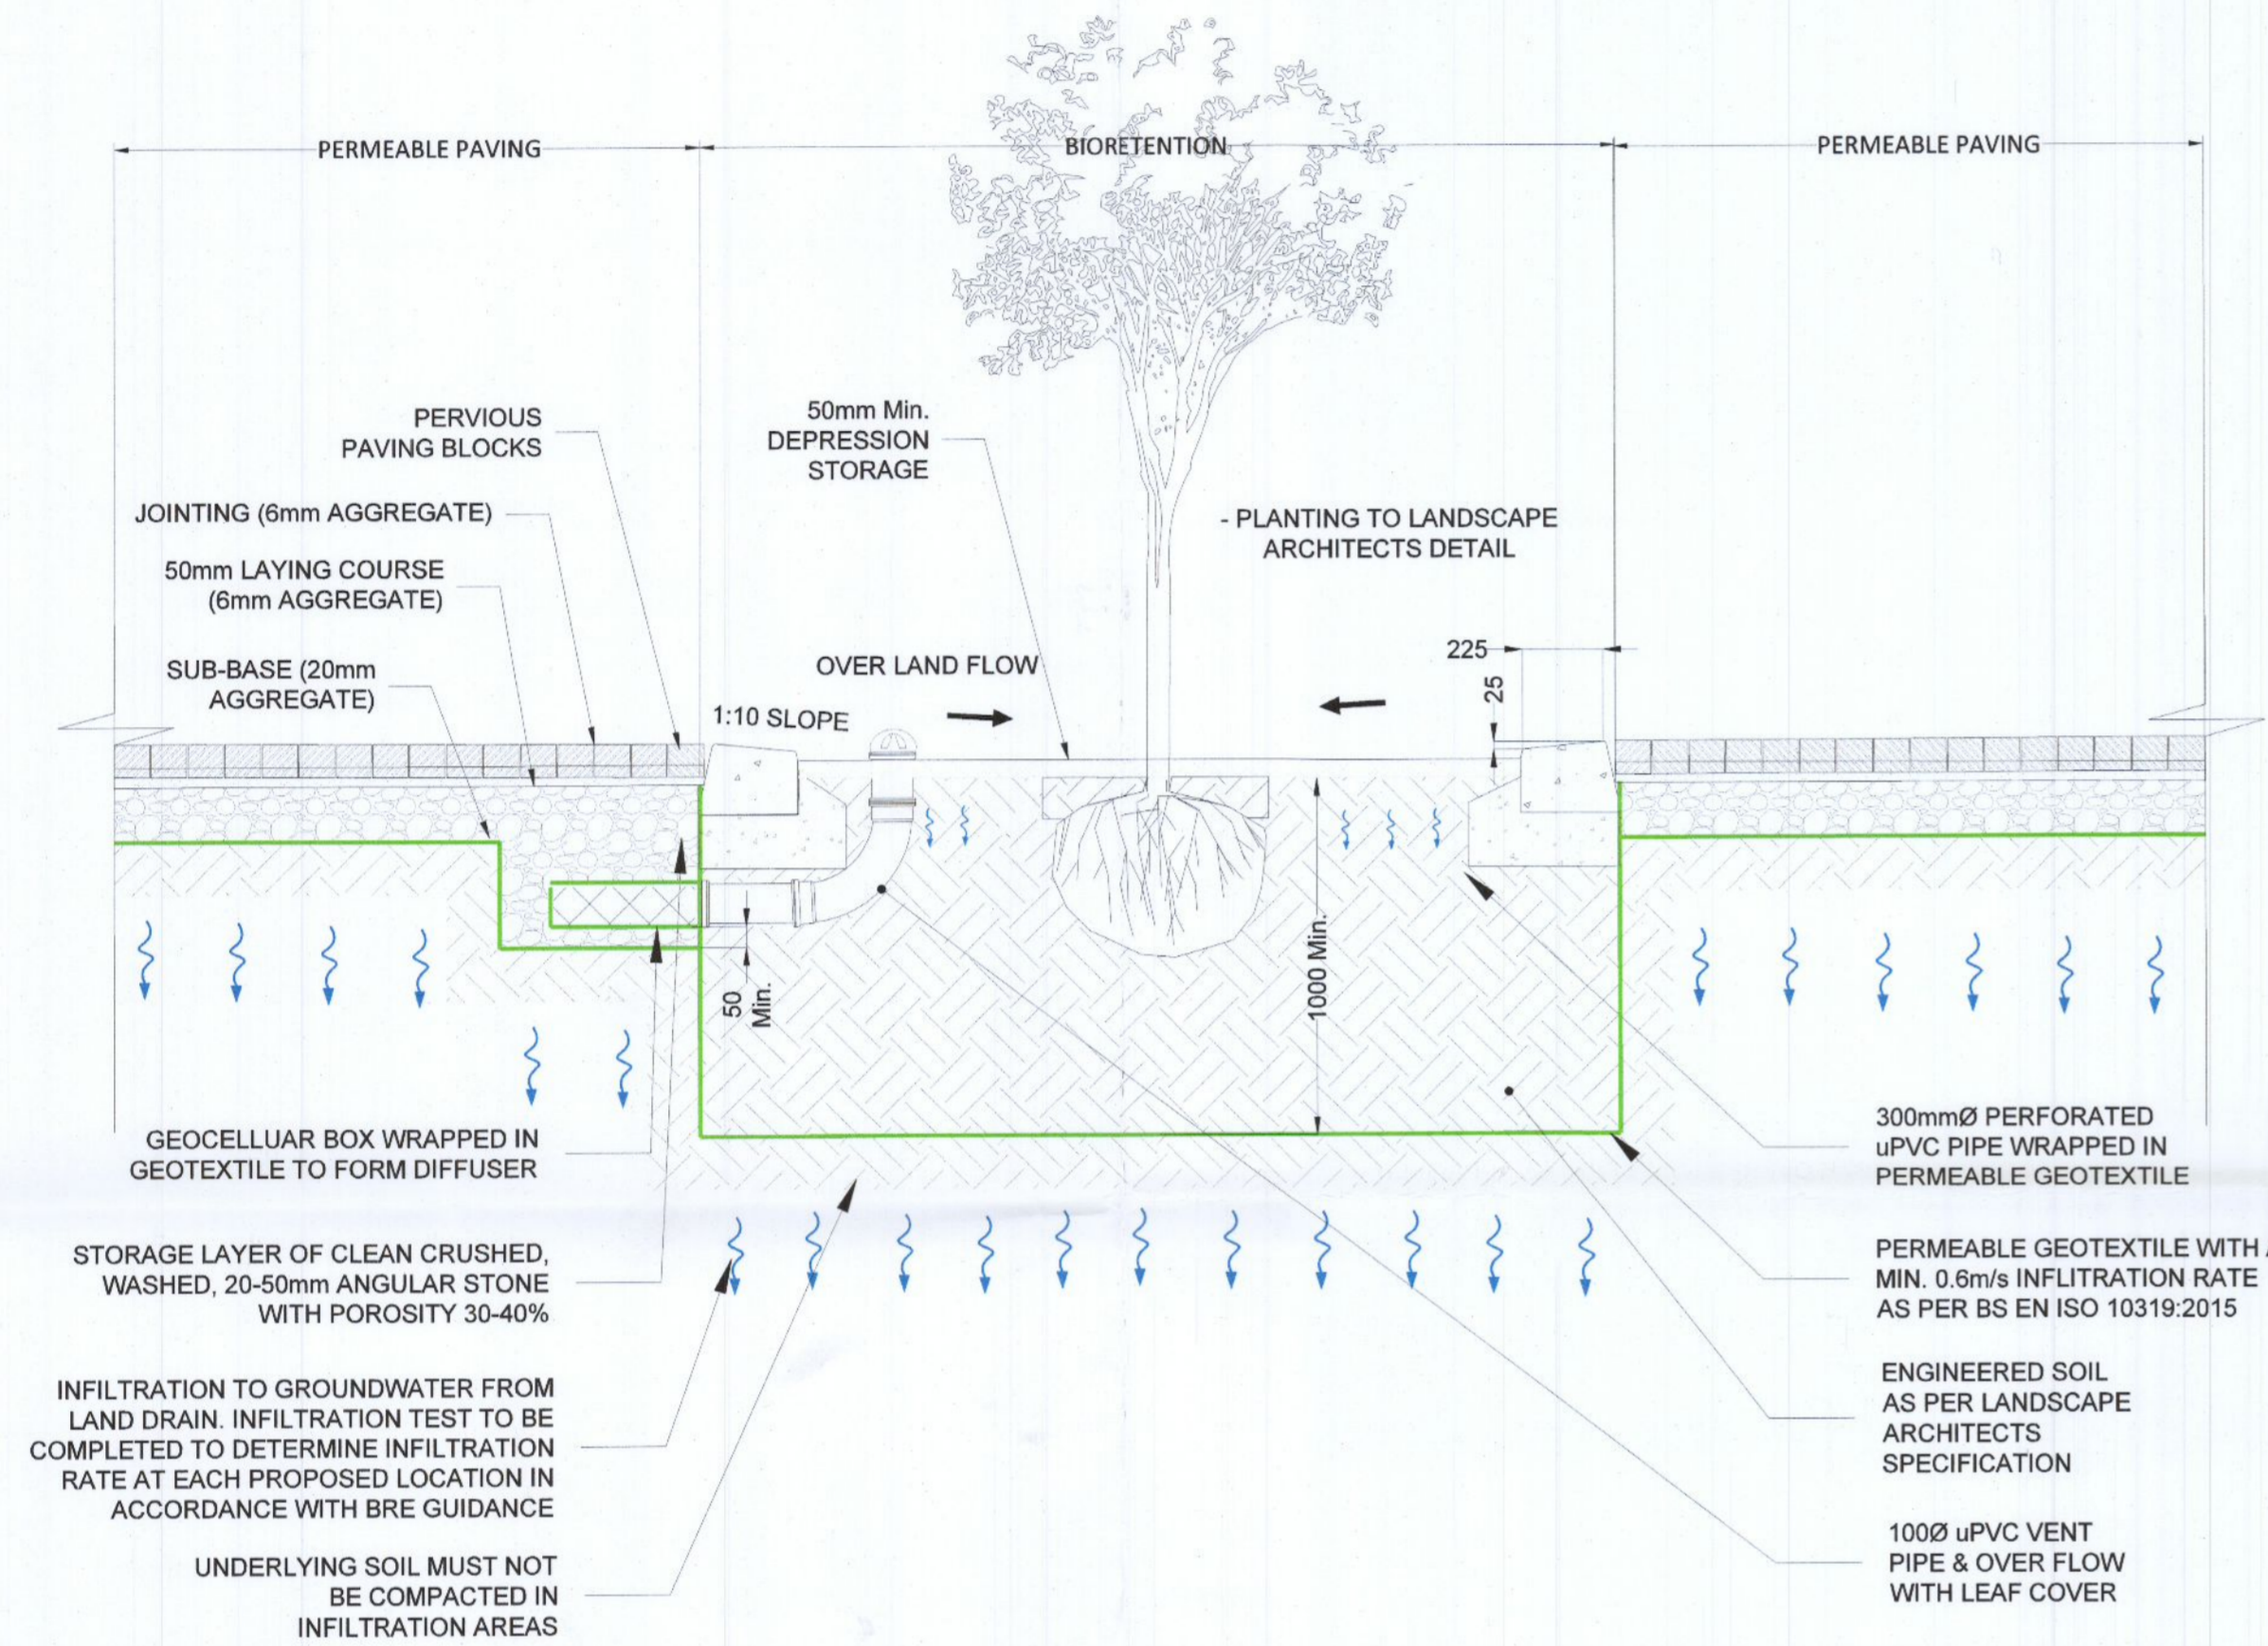 PERMEABLE PAVING
BIORETENTION
PERMEABLE PAVING
PERVIOUS
PAVING BLOCKS
JOINTING (6mm AGGREGATE)
50mm LAYING COURSE
(6mm AGGREGATE)
SUB-BASE (20mm
AGGREGATE)
50mm Min.
DEPRESSION
STORAGE
- PLANTING TO LANDSCAPE
ARCHITECTS DETAIL
OVER LAND FLOW
1:10 SLOPE
225
25
50
Min.
1000 Min.
GEOCELLUAR BOX WRAPPED IN
GEOTEXTILE TO FORM DIFFUSER
STORAGE LAYER OF CLEAN CRUSHED,
WASHED, 20-50mm ANGULAR STONE
WITH POROSITY 30-40%
INFILTRATION TO GROUNDWATER FROM
LAND DRAIN. INFILTRATION TEST TO BE
COMPLETED TO DETERMINE INFILTRATION
RATE AT EACH PROPOSED LOCATION IN
ACCORDANCE WITH BRE GUIDANCE
UNDERLYING SOIL MUST NOT
BE COMPACTED IN
INFILTRATION AREAS
300mmØ PERFORATED
uPVC PIPE WRAPPED IN
PERMEABLE GEOTEXTILE
PERMEABLE GEOTEXTILE WITH
MIN. 0.6m/s INFLITRATION RATE
AS PER BS EN ISO 10319:2015
ENGINEERED SOIL
AS PER LANDSCAPE
ARCHITECTS
SPECIFICATION
100Ø uPVC VENT
PIPE & OVER FLOW
WITH LEAF COVER